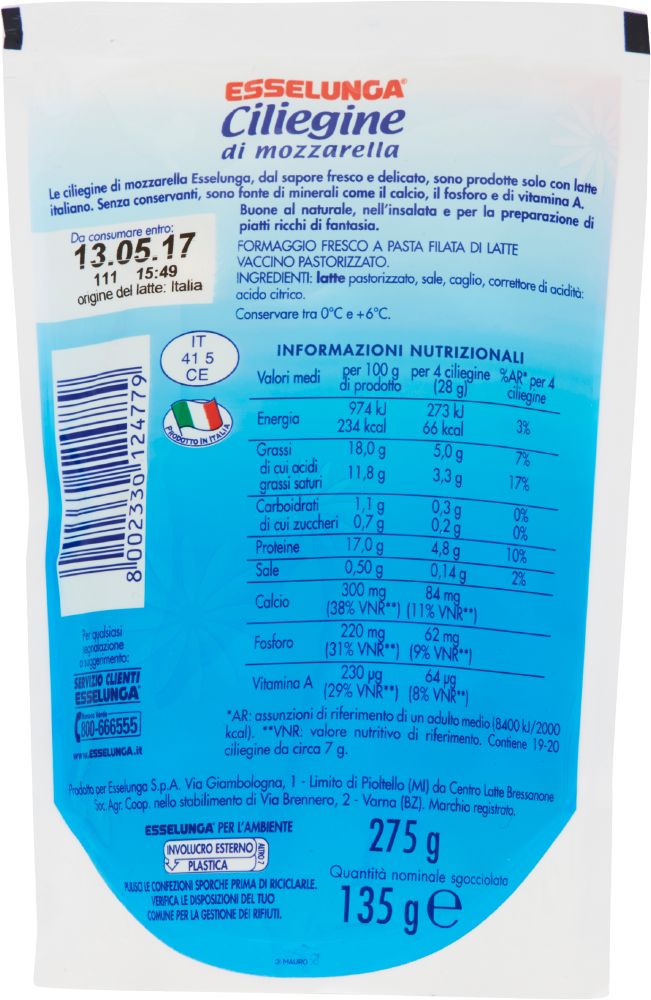 ESSELUNGA®
Ciliegine
di mozzarella
Le ciliegine di mozzarella Esselunga, dal sapore fresco e delicato, sono prodotte solo con latte
italiano. Senza conservanti, sono fonte di minerali come il calcio, il fosforo e di vitamina A.
Buone al naturale, nell'insalata e per la preparazione di
piatti ricchi di fantasia.
Da consumare entro:
13.05.17
111 15:49
origine del latte: Italia
FORMAGGIO FRESCO A PASTA FILATA DI LATTE
VACCINO PASTORIZZATO.
INGREDIENTI: latte pastorizzato, sale, caglio, correttore di acidità:
acido citrico.
Conservare tra 0°C e +6°C.
IT
41 5
CE
PRODOTTO IN ITALIA
8 002330 124779
INFORMAZIONI NUTRIZIONALI
Valori medi per 100 g di prodotto per 4 ciliegine (28 g) %AR* per 4 ciliegine
Energia 974 kJ 273 kJ
234 kcal 66 kcal 3%
Grassi 18,0 g 5,0 g 7%
di cui acidi
grassi saturi 11,8 g 3,3 g 17%
Carboidrati 1,1 g 0,3 g 0%
di cui zuccheri 0,7 g 0,2 g 0%
Proteine 17,0 g 4,8 g 10%
Sale 0,50 g 0,14 g 2%
Calcio 300 mg 84 mg
(38% VNR**) (11% VNR**)
Fosforo 220 mg 62 mg
(31% VNR**) (9% VNR**)
Vitamina A 230 µg 64 µg
(29% VNR**) (8% VNR**)
*AR: assunzioni di riferimento di un adulto medio (8400 kJ/2000
kcal). **VNR: valore nutritivo di riferimento. Contiene 19-20
ciliegine da circa 7 g.
Per qualsiasi
segnalazione
o suggerimento:
SERVIZIO CLIENTI
ESSELUNGA®
Numero Verde
800-666555
www.ESSELUNGA.it
Prodotto per Esselunga S.p.A. Via Giambologna, 1 - Limito di Pioltello (MI) da Centro Latte Bressanone
Soc. Agr. Coop. nello stabilimento di Via Brennero, 2 - Varna (BZ). Marchio registrato.
ESSELUNGA® PER L'AMBIENTE
INVOLUCRO ESTERNO
PLASTICA
ALTRO 7
PULISCI LE CONFEZIONI SPORCHE PRIMA DI RICICLARLE.
VERIFICA LE DISPOSIZIONI DEL TUO
COMUNE PER LA GESTIONE DEI RIFIUTI.
275 g
Quantità nominale sgocciolato
135 g e
DI MAURO